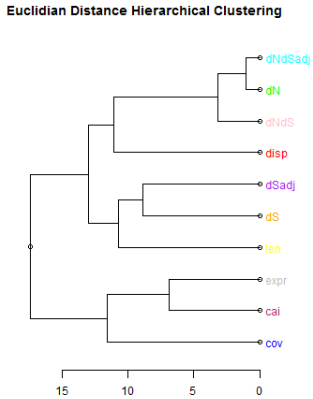 Euclidian Distance Hierarchical Clustering
dNdSadj
dN
dNdS
disp
dSadj
dS
len
expr
cai
cov
15 10 5 0